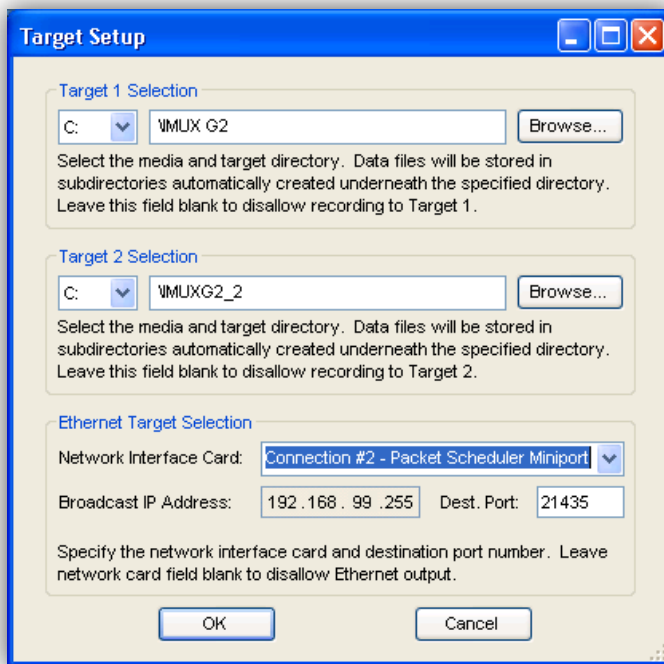 Target Setup
Target 1 Selection
C: \IMUX G2 Browse...
Select the media and target directory. Data files will be stored in
subdirectories automatically created underneath the specified directory.
Leave this field blank to disallow recording to Target 1.
Target 2 Selection
C: \IMUXG2_2 Browse...
Select the media and target directory. Data files will be stored in
subdirectories automatically created underneath the specified directory.
Leave this field blank to disallow recording to Target 2.
Ethernet Target Selection
Network Interface Card: Connection #2 - Packet Scheduler Miniport
Broadcast IP Address: 192 .168 . 99 .255 Dest. Port: 21435
Specify the network interface card and destination port number. Leave
network card field blank to disallow Ethernet output.
OK Cancel